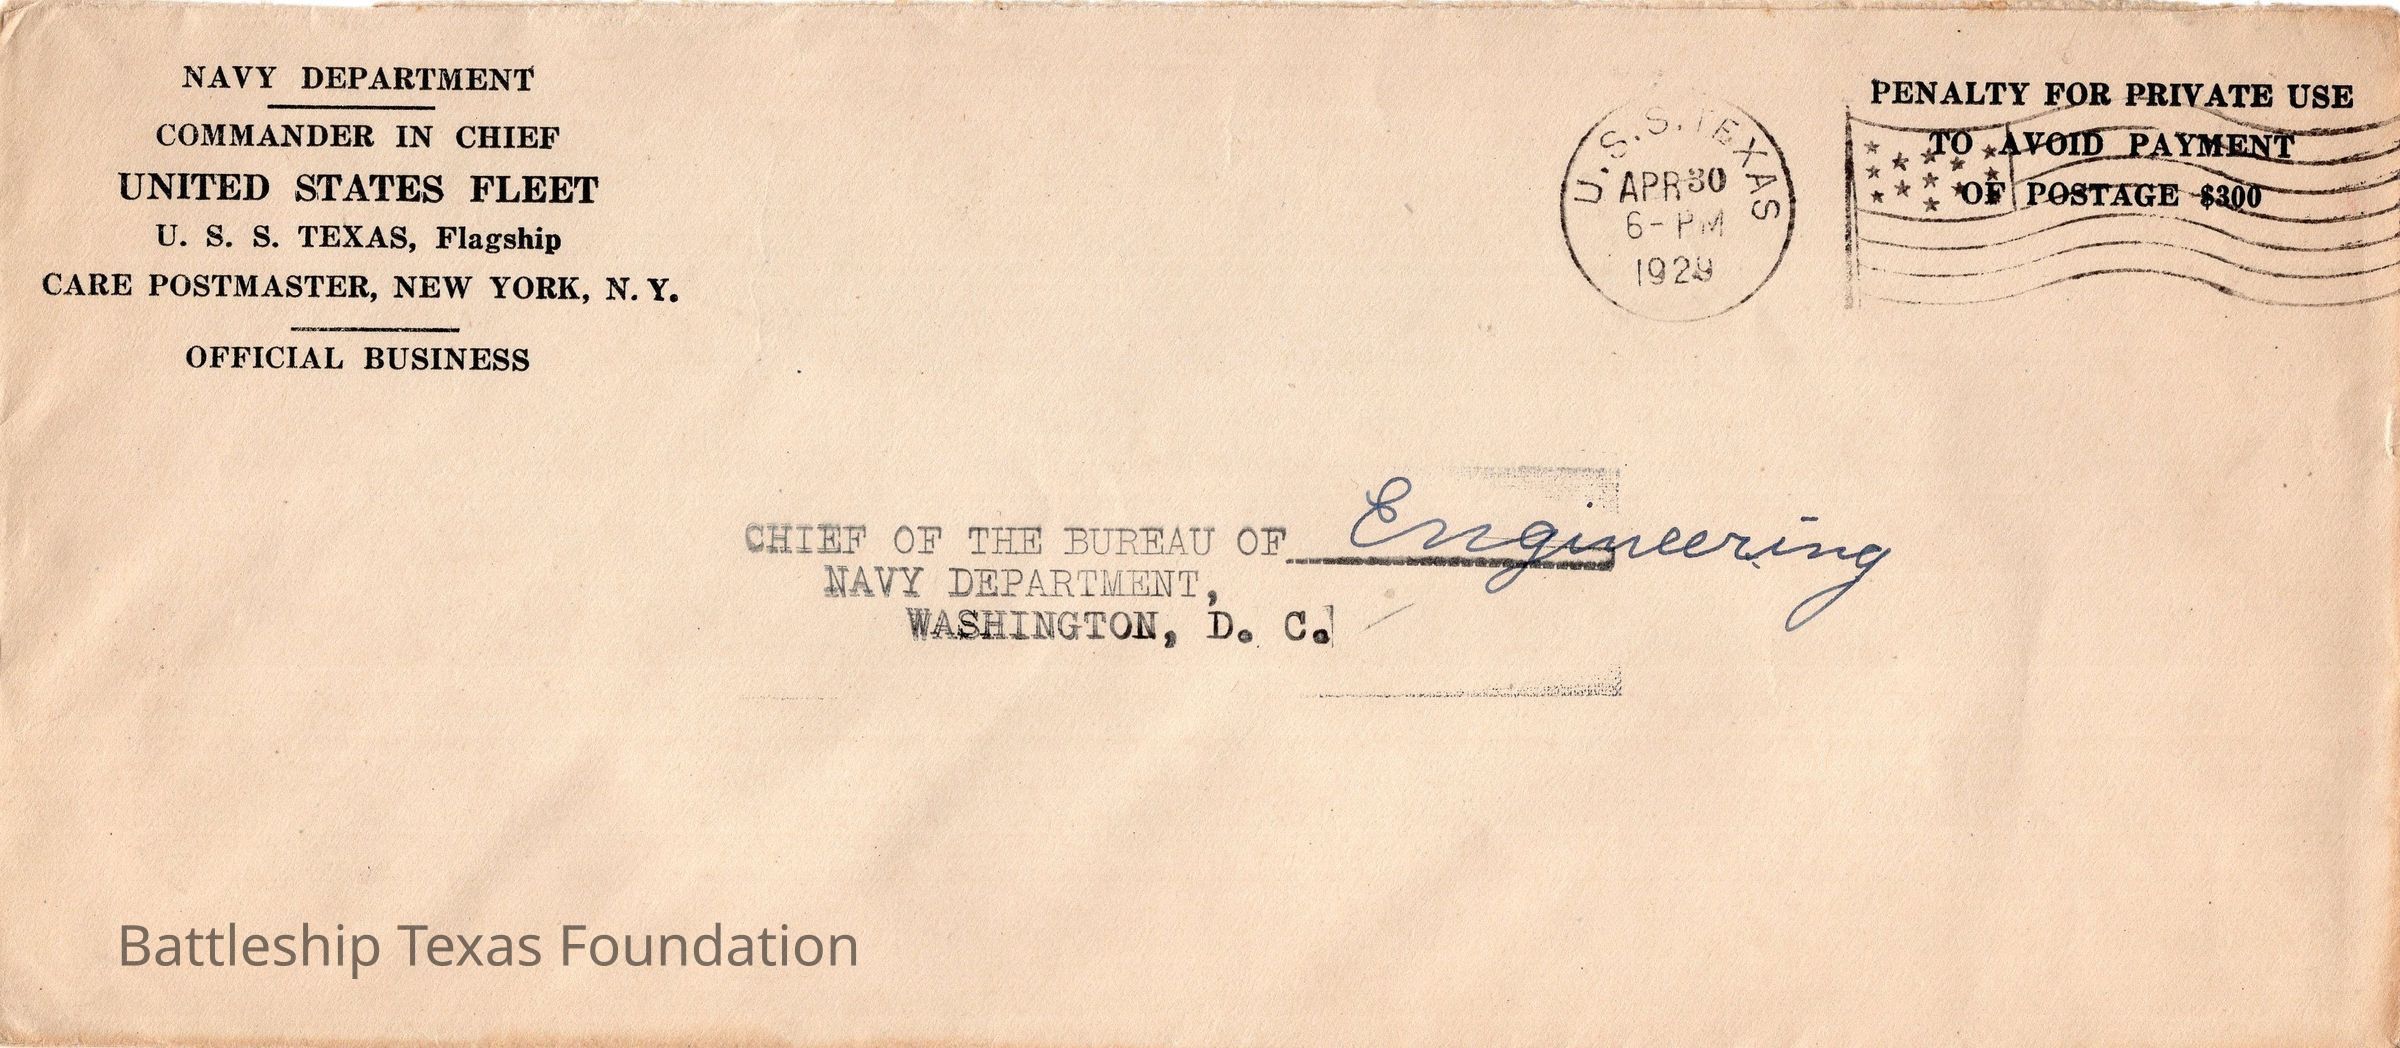 NAVY DEPARTMENT
COMMANDER IN CHIEF
UNITED STATES FLEET
U. S. S. TEXAS, Flagship
CARE POSTMASTER, NEW YORK, N. Y.
OFFICIAL BUSINESS
U.S.S. TEXAS
APR 30
6- PM
1929
PENALTY FOR PRIVATE USE
TO AVOID PAYMENT
OF POSTAGE $300
CHIEF OF THE BUREAU OF Engineering
NAVY DEPARTMENT,
WASHINGTON, D. C.
Battleship Texas Foundation